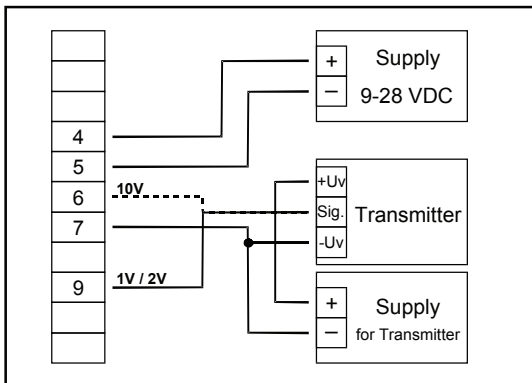 4
5
6
7
9
10V
1V / 2V
+ Supply
– 9-28 VDC
+Uv
Sig. Transmitter
-Uv
+ Supply
– for Transmitter